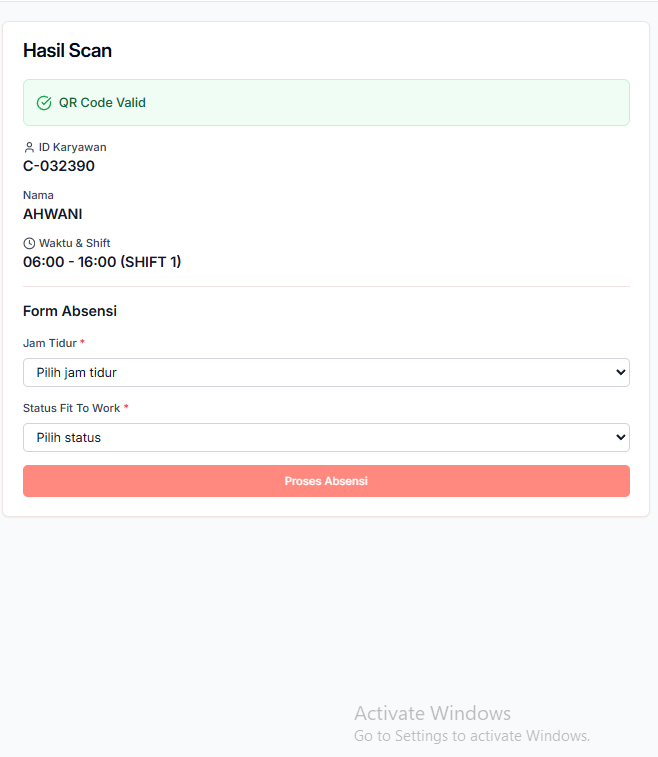 Hasil Scan
QR Code Valid
ID Karyawan
C-032390
Nama
AHWANI
Waktu & Shift
06:00 - 16:00 (SHIFT 1)
Form Absensi
Jam Tidur *
Pilih jam tidur
Status Fit To Work *
Pilih status
Proses Absensi
Activate Windows
Go to Settings to activate Windows.